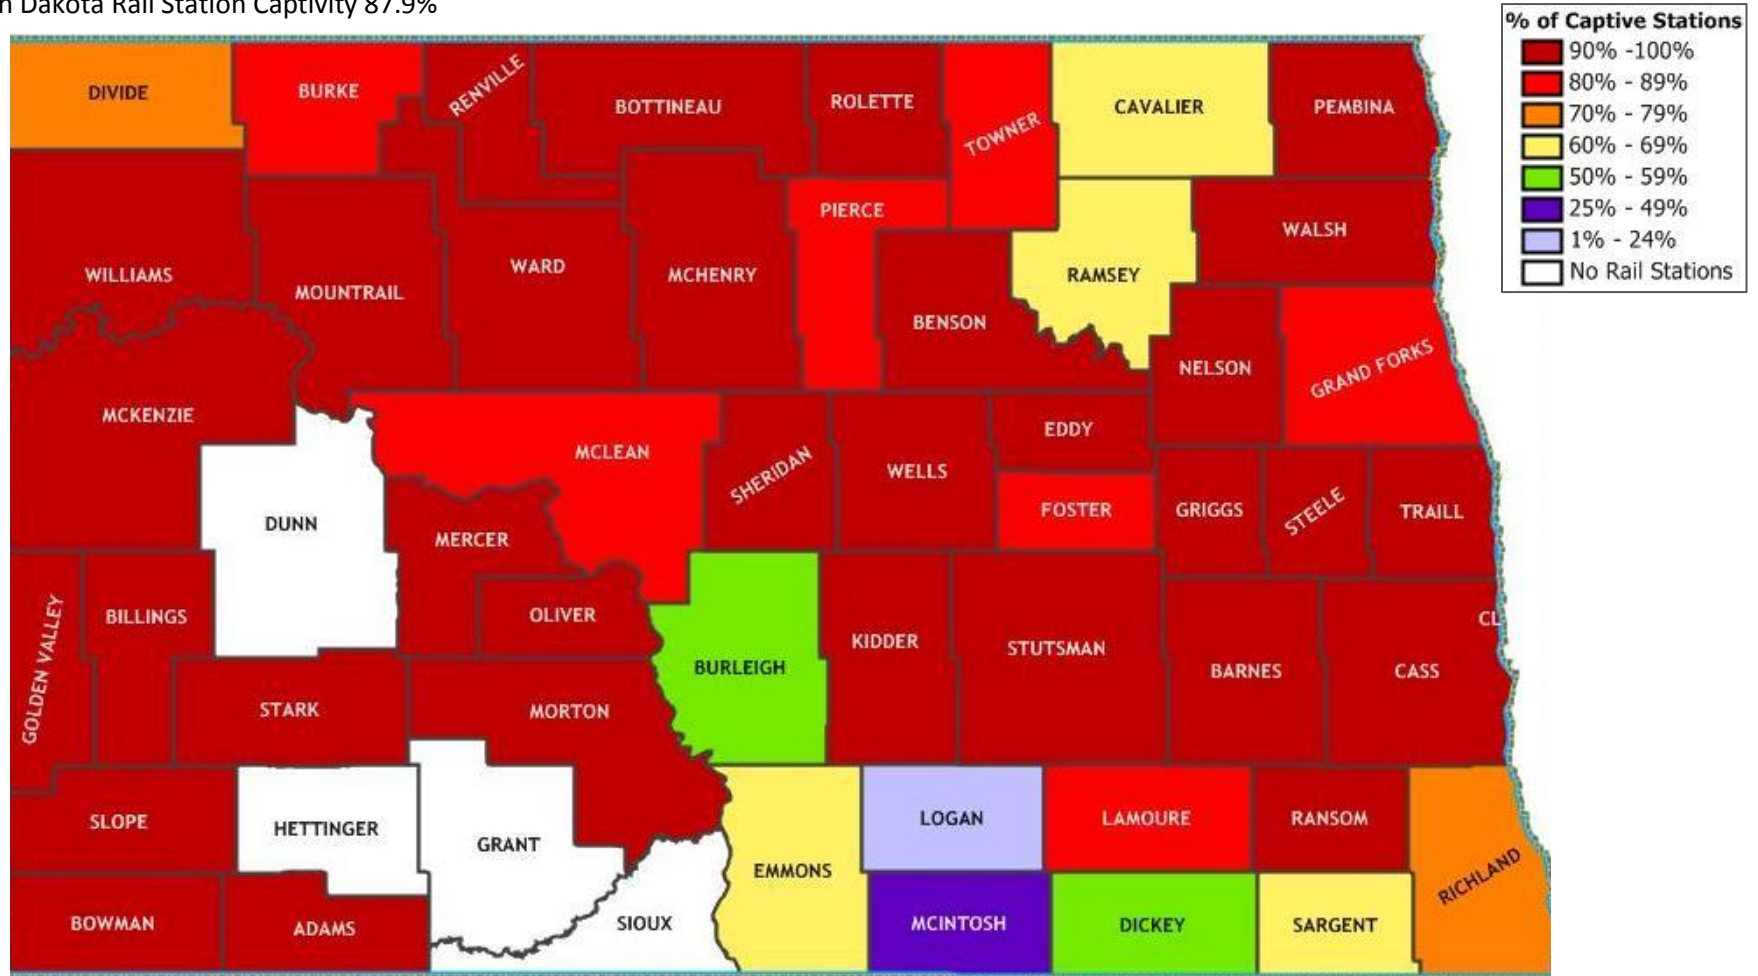 n Dakota Rail Station Captivity 87.9%
% of Captive Stations
90% -100%
80% - 89%
70% - 79%
60% - 69%
50% - 59%
25% - 49%
1% - 24%
No Rail Stations
DIVIDE
BURKE
RENVILLE
BOTTINEAU
ROLETTE
TOWNER
CAVALIER
PEMBINA
WILLIAMS
MOUNTRAIL
WARD
MCHENRY
PIERCE
BENSON
RAMSEY
WALSH
NELSON
GRAND FORKS
MCKENZIE
DUNN
MCLEAN
MERCER
OLIVER
SHERIDAN
WELLS
EDDY
FOSTER
GRIGGS
STEELE
TRAILL
GOLDEN VALLEY
BILLINGS
STARK
MORTON
BURLEIGH
KIDDER
STUTSMAN
BARNES
CASS
CL
SLOPE
HETTINGER
GRANT
SIOUX
EMMONS
LOGAN
LAMOURE
RANSOM
RICHLAND
BOWMAN
ADAMS
MCINTOSH
DICKEY
SARGENT